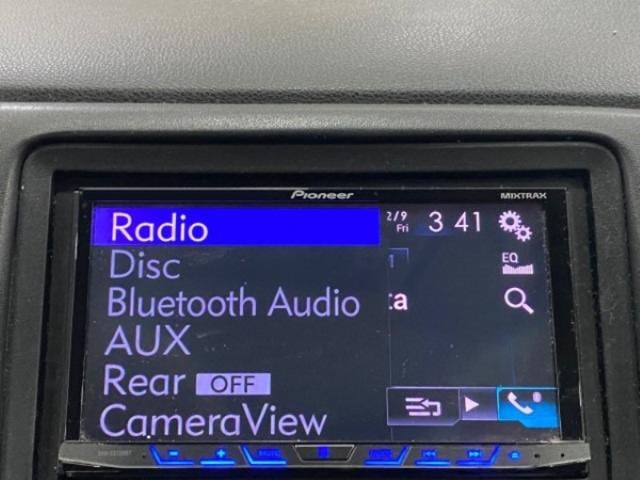 Pioneer
MIXTRAX
Radio
2/9
Fri
3 41
Disc
EQ
Bluetooth Audio
ta
AUX
Rear OFF
CameraView